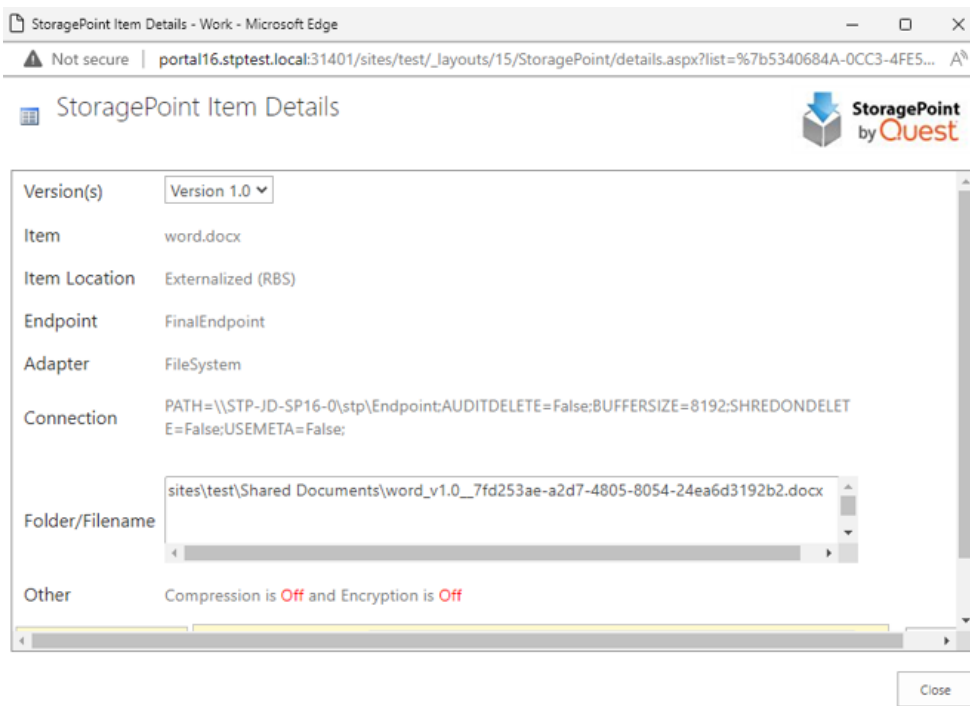 StoragePoint Item Details - Work - Microsoft Edge
Not secure | portal16.stptest.local:31401/sites/test/_layouts/15/StoragePoint/details.aspx?list=%7b5340684A-0CC3-4FE5... A
StoragePoint Item Details
StoragePoint
by Quest
Version(s) Version 1.0
Item word.docx
Item Location Externalized (RBS)
Endpoint FinalEndpoint
Adapter FileSystem
Connection PATH=\\STP-JD-SP16-0\stp\Endpoint:AUDITDELETE=False;BUFFERSIZE=8192;SHREDONDELET
E=False;USEMETA=False;
Folder/Filename sites\test\Shared Documents\word_v1.0__7fd253ae-a2d7-4805-8054-24ea6d3192b2.docx
Other Compression is Off and Encryption is Off
Close